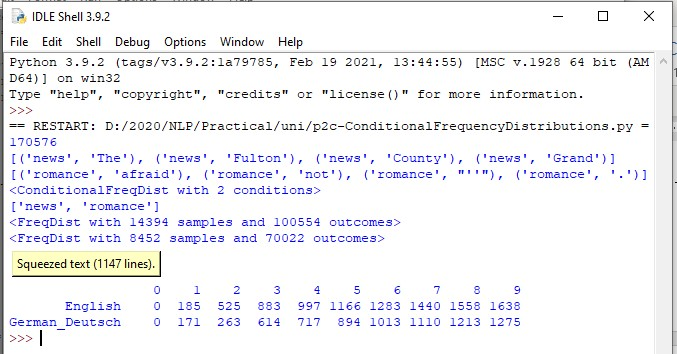 IDLE Shell 3.9.2
File Edit Shell Debug Options Window Help
Python 3.9.2 (tags/v3.9.2:1a79785, Feb 19 2021, 13:44:55) [MSC v.1928 64 bit (AM
D64)] on win32
Type "help", "copyright", "credits" or "license()" for more information.
>>>
== RESTART: D:/2020/NLP/Practical/uni/p2c-ConditionalFrequencyDistributions.py =
170576
[('news', 'The'), ('news', 'Fulton'), ('news', 'County'), ('news', 'Grand')]
[('romance', 'afraid'), ('romance', 'not'), ('romance', "''"), ('romance', '.')]
<ConditionalFreqDist with 2 conditions>
['news', 'romance']
<FreqDist with 14394 samples and 100554 outcomes>
<FreqDist with 8452 samples and 70022 outcomes>
Squeezed text (1147 lines).
0 1 2 3 4 5 6 7 8 9
English 0 185 525 883 997 1166 1283 1440 1558 1638
German_Deutsch 0 171 263 614 717 894 1013 1110 1213 1275
>>>